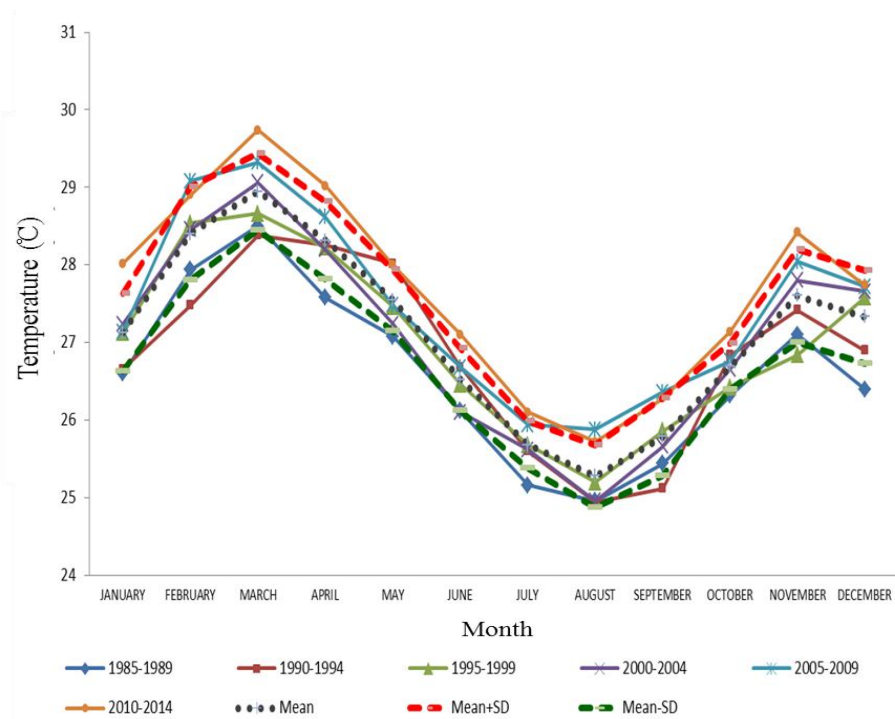 31
30
29
28
27
26
25
24
Temperature (℃)
JANUARY FEBRUARY MARCH APRIL MAY JUNE JULY AUGUST SEPTEMBER OCTOBER NOVEMBER DECEMBER
Month
1985-1989 1990-1994 1995-1999 2000-2004 2005-2009
2010-2014 Mean Mean+SD Mean-SD